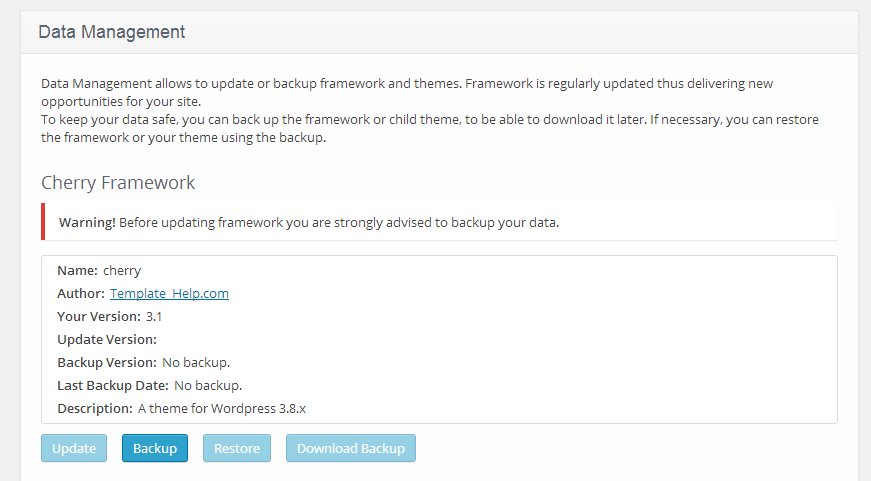 Data Management
Data Management allows to update or backup framework and themes. Framework is regularly updated thus delivering new
opportunities for your site.
To keep your data safe, you can back up the framework or child theme, to be able to download it later. If necessary, you can restore
the framework or your theme using the backup.
Cherry Framework
Warning! Before updating framework you are strongly advised to backup your data.
Name: cherry
Author: Template_Help.com
Your Version: 3.1
Update Version:
Backup Version: No backup.
Last Backup Date: No backup.
Description: A theme for Wordpress 3.8.x
Update Backup Restore Download Backup